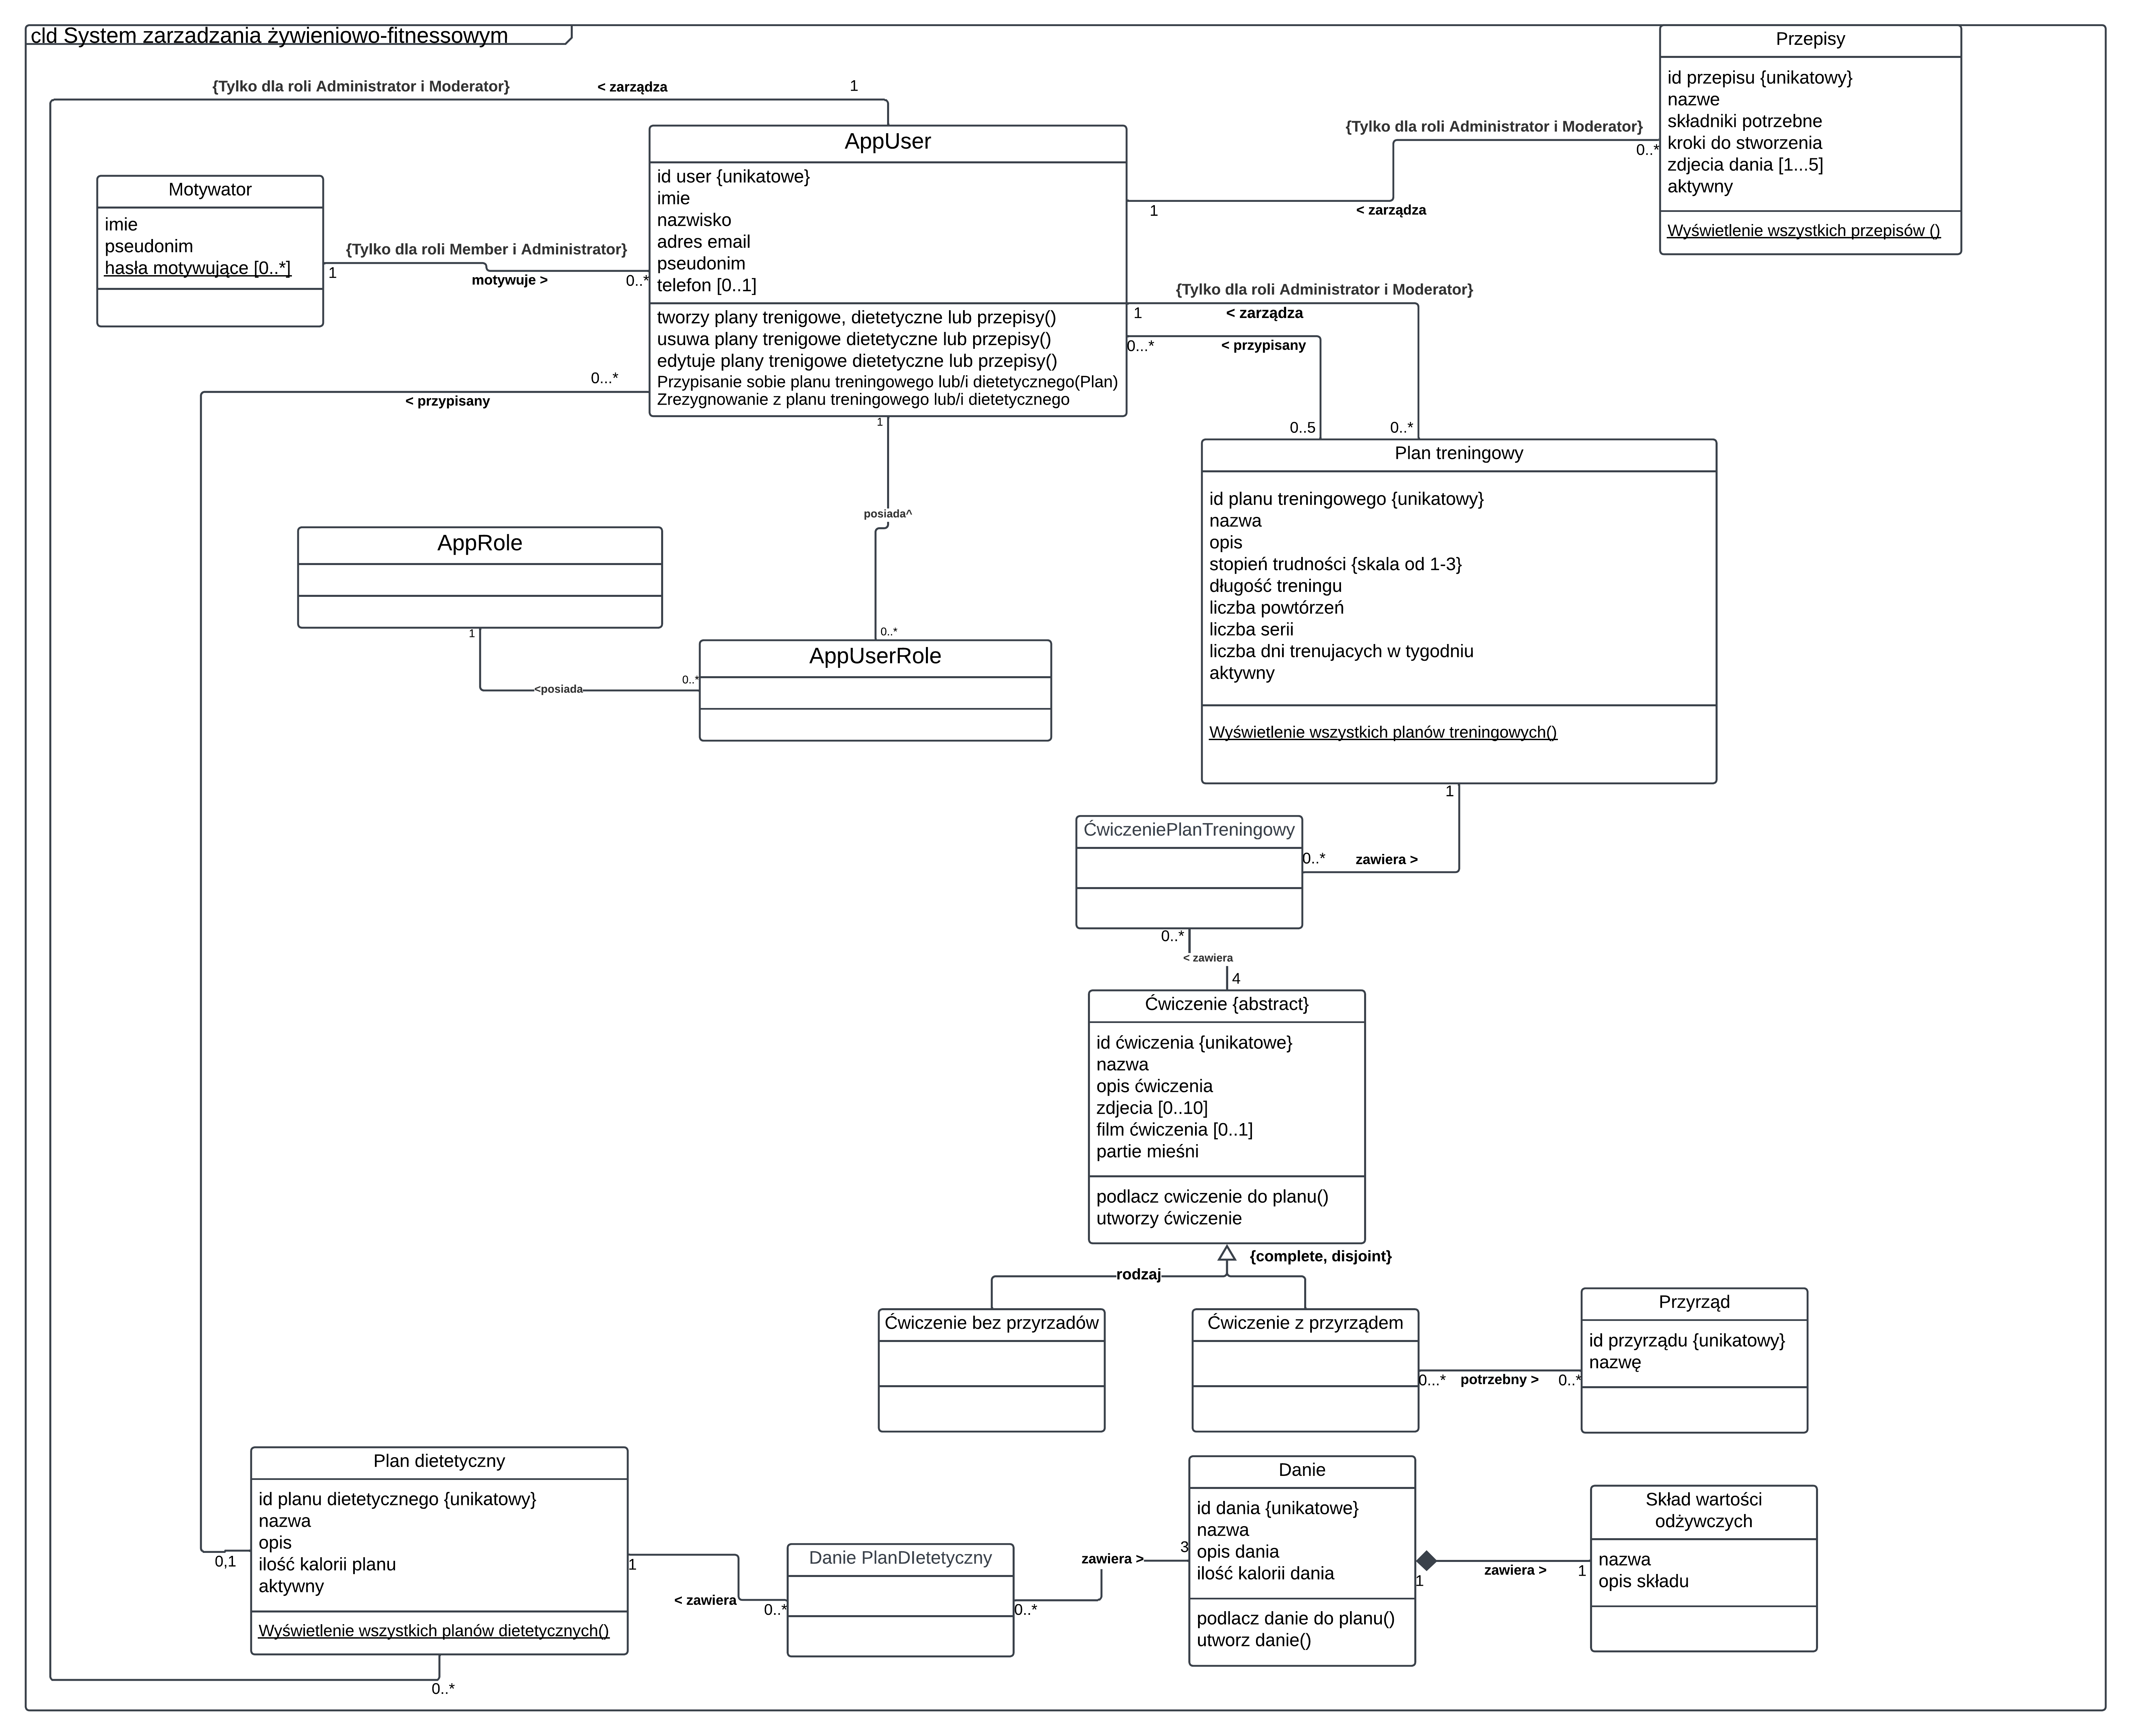 cld System zarzadzania żywieniowo-fitnessowym
{Tylko dla roli Administrator i Moderator}
< zarządza
1
Przepisy
id przepisu {unikatowy}
nazwe
składniki potrzebne
kroki do stworzenia
zdjecia dania [1...5]
aktywny
Wyświetlenie wszystkich przepisów ()
{Tylko dla roli Administrator i Moderator}
0..*
1
< zarządza
AppUser
id user {unikatowe}
imie
nazwisko
adres email
pseudonim
telefon [0..1]
tworzy plany trenigowe, dietetyczne lub przepisy()
usuwa plany trenigowe dietetyczne lub przepisy()
edytuje plany trenigowe dietetyczne lub przepisy()
Przypisanie sobie planu treningowego lub/i dietetycznego(Plan)
Zrezygnowanie z planu treningowego lub/i dietetycznego
Motywator
imie
pseudonim
hasła motywujące [0..*]
{Tylko dla roli Member i Administrator}
1
motywuje >
0..*
{Tylko dla roli Administrator i Moderator}
1
< zarządza
0...*
< przypisany
0..5
0..*
0...*
< przypisany
1
posiada^
0..*
AppRole
1
<posiada
0..*
AppUserRole
Plan treningowy
id planu treningowego {unikatowy}
nazwa
opis
stopień trudności {skala od 1-3}
długość treningu
liczba powtórzeń
liczba serii
liczba dni trenujacych w tygodniu
aktywny
Wyświetlenie wszystkich planów treningowych()
1
ĆwiczeniePlanTreningowy
0..*
zawiera >
0..*
< zawiera
4
Ćwiczenie {abstract}
id ćwiczenia {unikatowe}
nazwa
opis ćwiczenia
zdjecia [0..10]
film ćwiczenia [0..1]
partie mieśni
podlacz cwiczenie do planu()
utworzy ćwiczenie
{complete, disjoint}
rodzaj
Ćwiczenie bez przyrzadów
Ćwiczenie z przyrządem
0...*
potrzebny >
0..*
Przyrząd
id przyrządu {unikatowy}
nazwę
Plan dietetyczny
id planu dietetycznego {unikatowy}
nazwa
opis
ilość kalorii planu
aktywny
Wyświetlenie wszystkich planów dietetycznych()
0,1
0..*
1
< zawiera
0..*
Danie PlanDIetetyczny
0..*
zawiera >
3
Danie
id dania {unikatowe}
nazwa
opis dania
ilość kalorii dania
podlacz danie do planu()
utworz danie()
1
zawiera >
1
Skład wartości
odżywczych
nazwa
opis składu